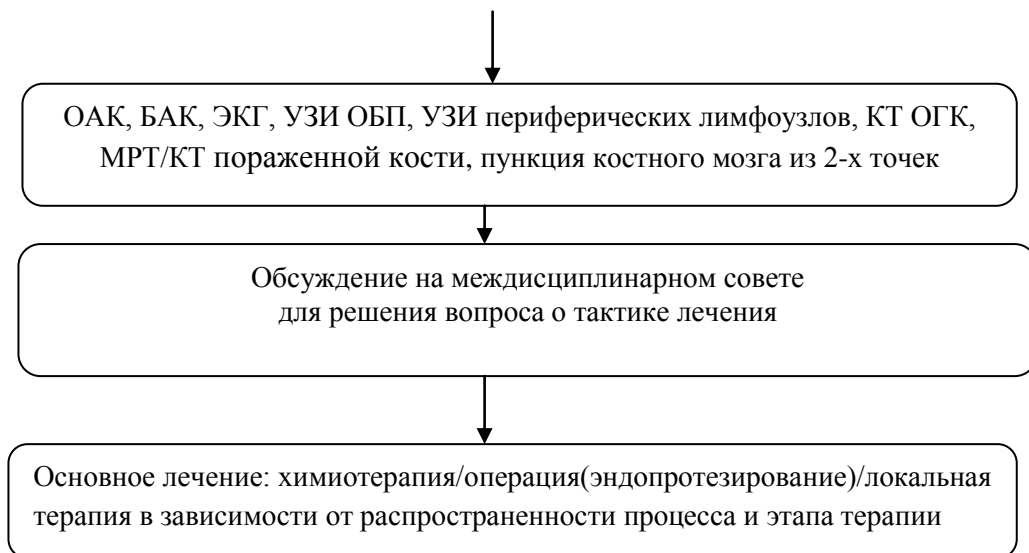 ОАК, БАК, ЭКГ, УЗИ ОБП, УЗИ периферических лимфоузлов, КТ ОГК,
МРТ/КТ пораженной кости, пункция костного мозга из 2-х точек
Обсуждение на междисциплинарном совете
для решения вопроса о тактике лечения
Основное лечение: химиотерапия/операция(эндопротезирование)/локальная
терапия в зависимости от распространенности процесса и этапа терапии